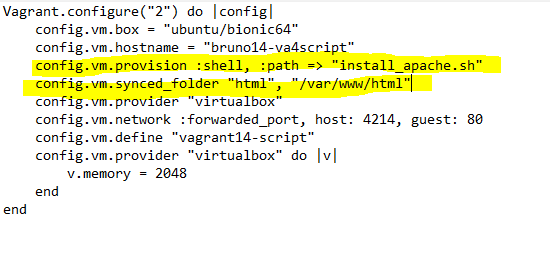 Vagrant.configure("2") do |config|
    config.vm.box = "ubuntu/bionic64"
    config.vm.hostname = "bruno14-va4script"
    config.vm.provision :shell, :path => "install_apache.sh"
    config.vm.synced_folder "html", "/var/www/html"
    config.vm.provider "virtualbox"
    config.vm.network :forwarded_port, host: 4214, guest: 80
    config.vm.define "vagrant14-script"
    config.vm.provider "virtualbox" do |v|
        v.memory = 2048
    end
end